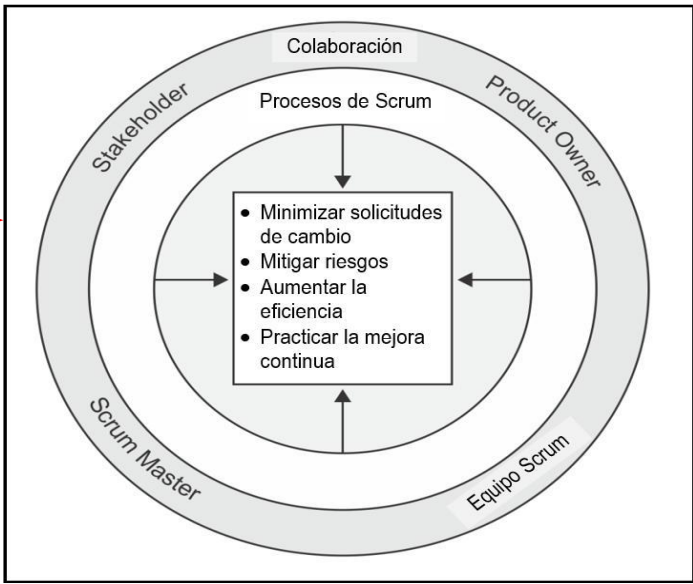 Colaboración
Stakeholder
Product Owner
Procesos de Scrum
• Minimizar solicitudes
de cambio
• Mitigar riesgos
• Aumentar la
eficiencia
• Practicar la mejora
continua
Scrum Master
Equipo Scrum